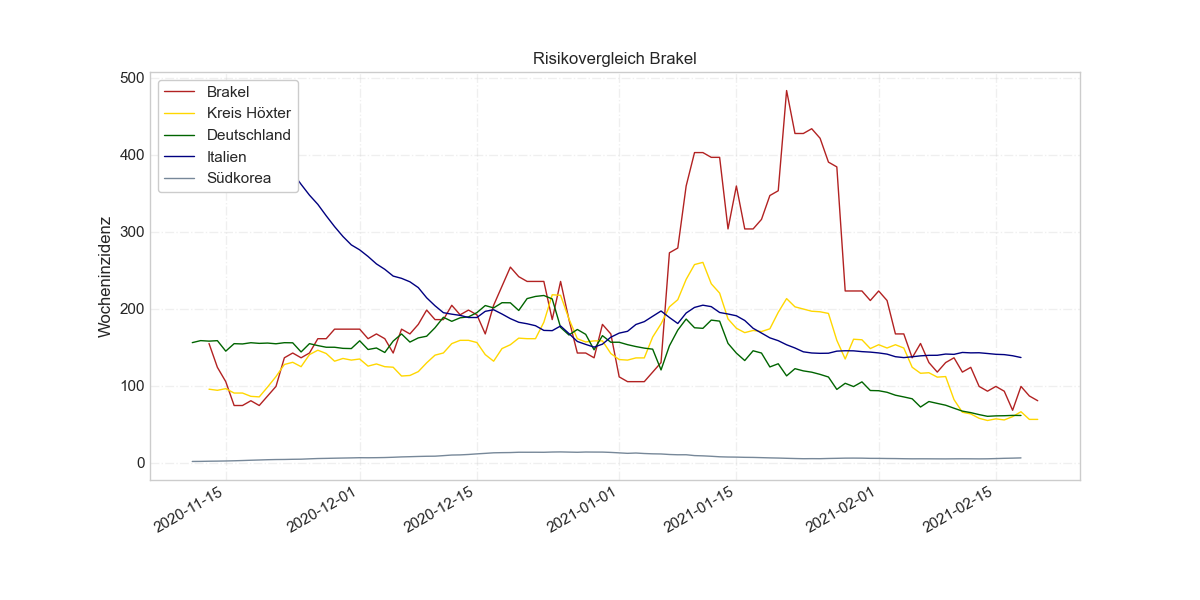 Risikovergleich Brakel
500
400
300
200
100
0
Wocheninzidenz
Brakel
Kreis Höxter
Deutschland
Italien
Südkorea
2020-11-15
2020-12-01
2020-12-15
2021-01-01
2021-01-15
2021-02-01
2021-02-15